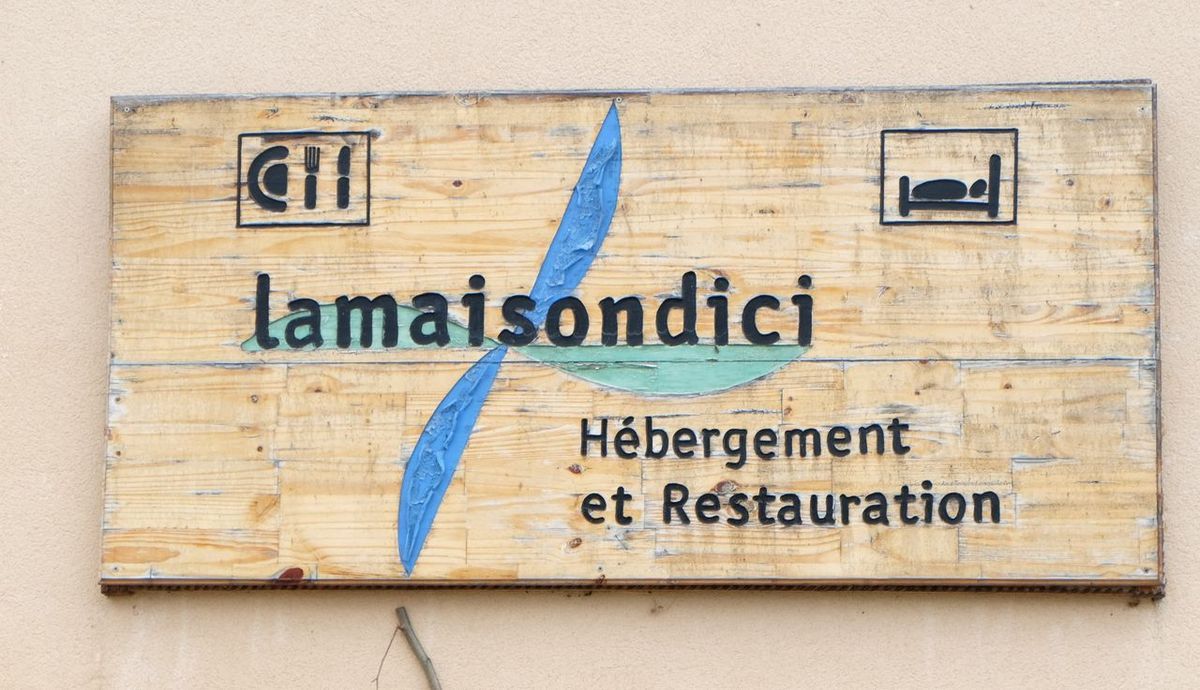 lamaisondici
Hébergement
et Restauration